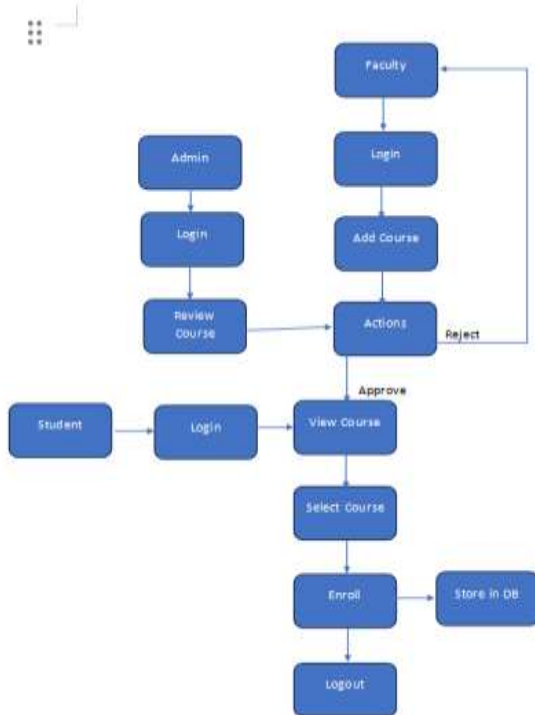 Faculty
Admin
Login
Login
Add Course
Review
Course
Actions
Reject
Approve
Student
Login
View Course
Select Course
Enroll
Store in DB
Logout